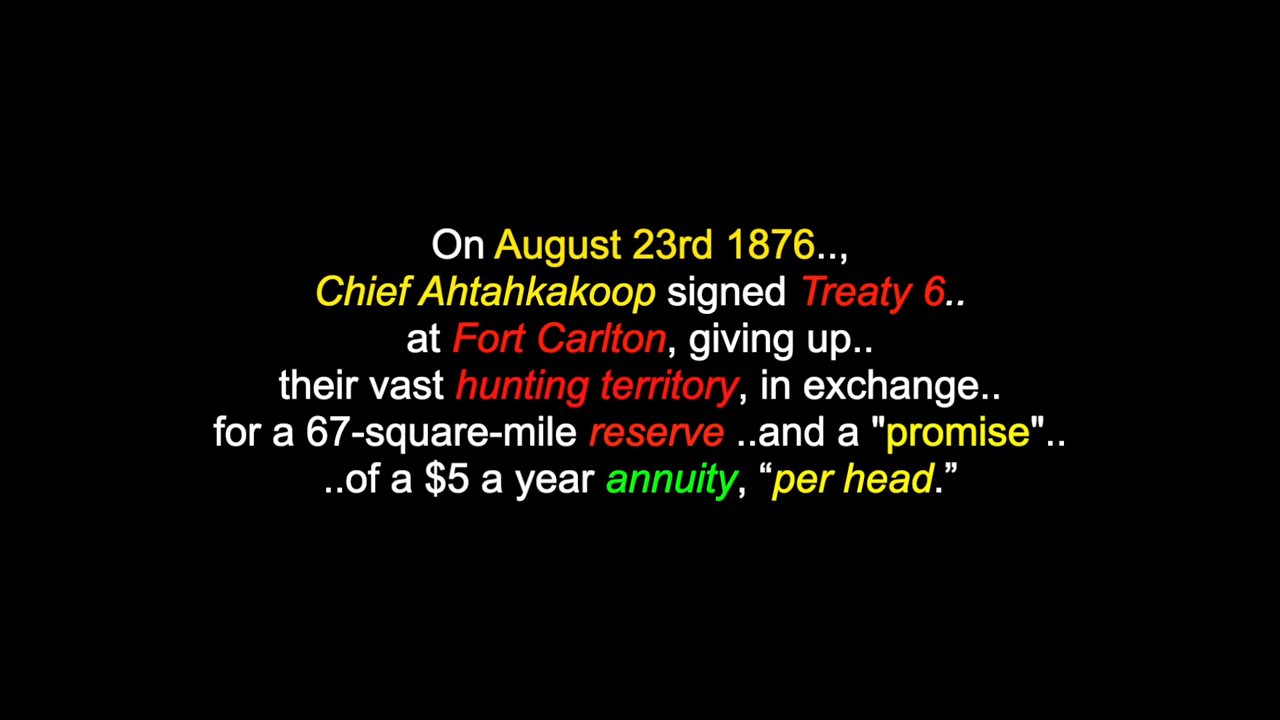 On August 23rd 1876..,
Chief Ahtahkakoop signed Treaty 6..
at Fort Carlton, giving up..
their vast hunting territory, in exchange..
for a 67-square-mile reserve ..and a "promise"..
..of a $5 a year annuity, “per head.”